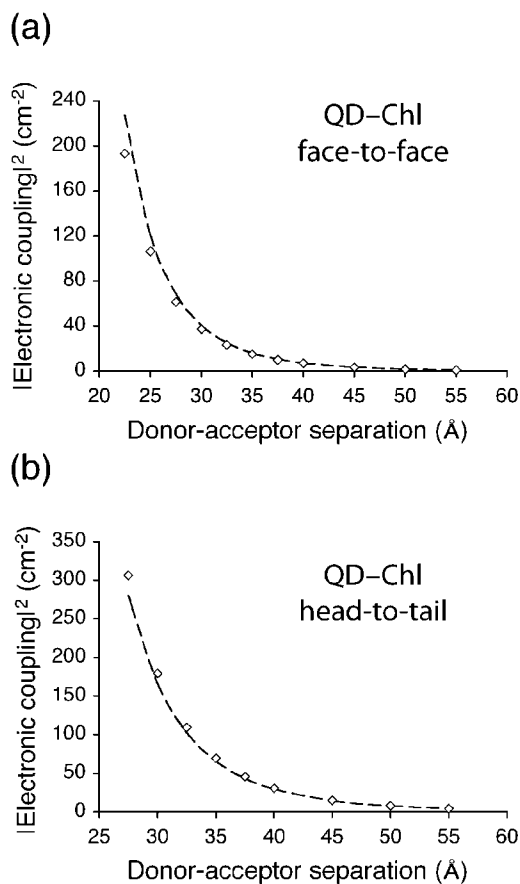 (a)
|Electronic coupling|² (cm⁻²)
240
200
160
120
80
40
0
QD–Chl
face-to-face
20 25 30 35 40 45 50 55 60
Donor-acceptor separation (Å)
(b)
|Electronic coupling|² (cm⁻²)
350
300
250
200
150
100
50
0
QD–Chl
head-to-tail
25 30 35 40 45 50 55 60
Donor-acceptor separation (Å)